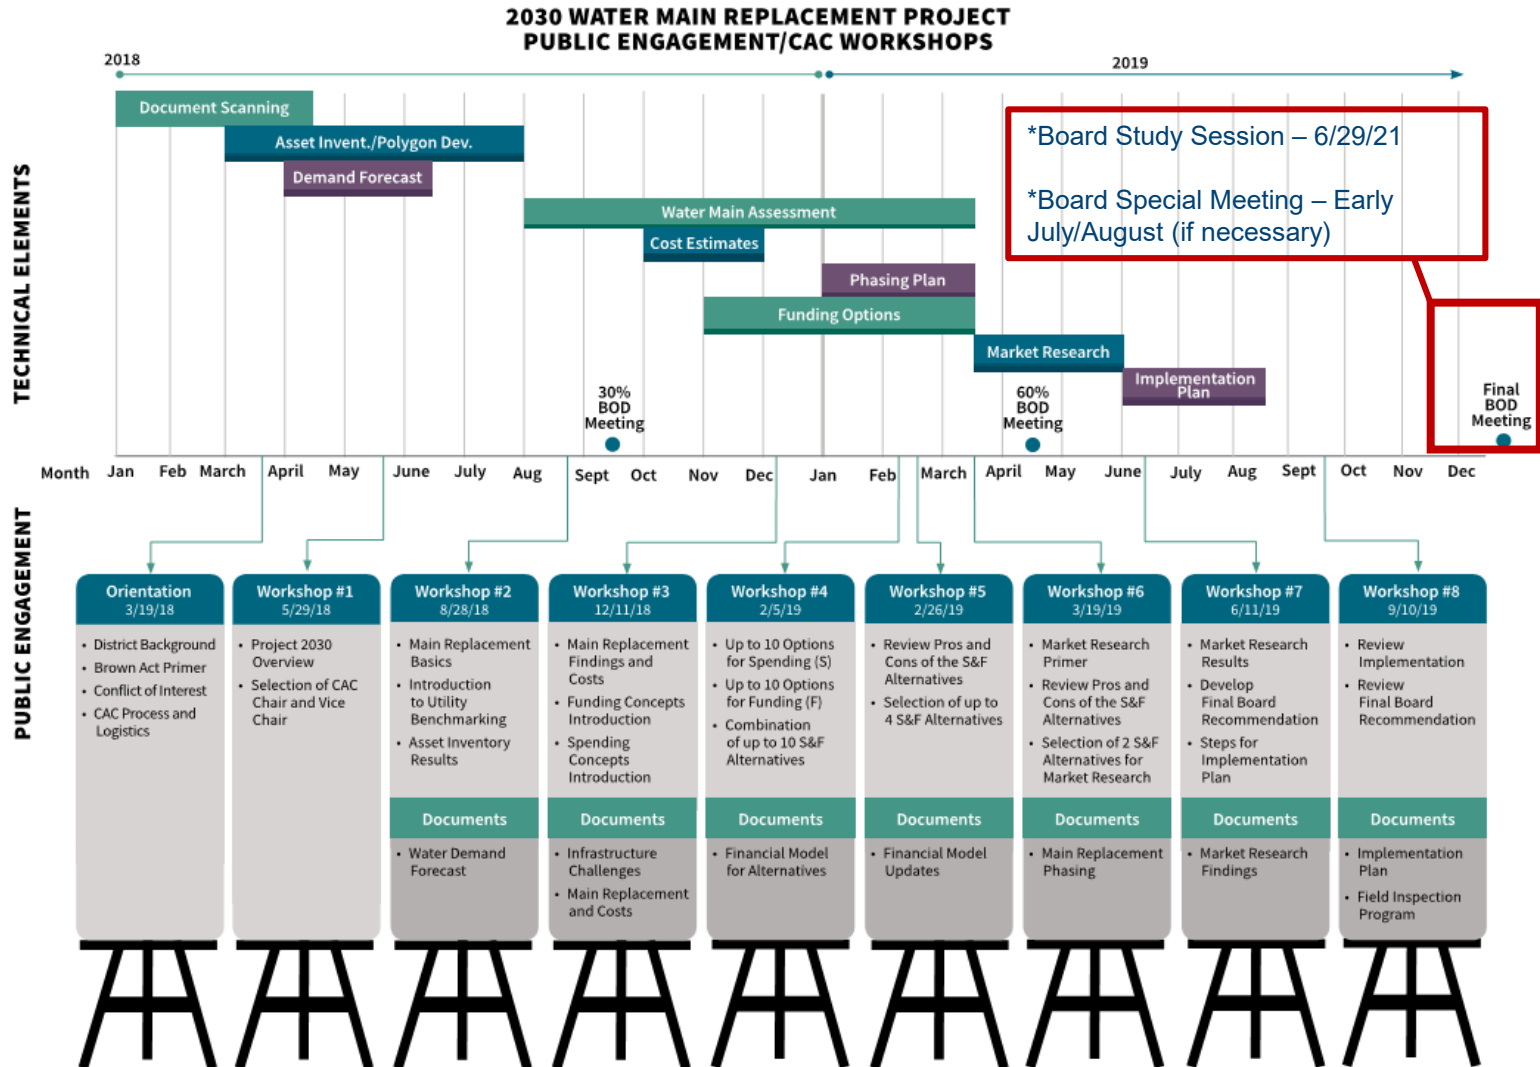 2030 WATER MAIN REPLACEMENT PROJECT
PUBLIC ENGAGEMENT/CAC WORKSHOPS
2018
2019
TECHNICAL ELEMENTS
Document Scanning
Asset Invent./Polygon Dev.
Demand Forecast
Water Main Assessment
Cost Estimates
Phasing Plan
Funding Options
Market Research
Implementation
Plan
*Board Study Session – 6/29/21
*Board Special Meeting – Early
July/August (if necessary)
30%
BOD
Meeting
60%
BOD
Meeting
Final
BOD
Meeting
Month Jan Feb March April May June July Aug Sept Oct Nov Dec Jan Feb March April May June July Aug Sept Oct Nov Dec
PUBLIC ENGAGEMENT
Orientation
3/19/18
• District Background
• Brown Act Primer
• Conflict of Interest
• CAC Process and
Logistics
Workshop #1
5/29/18
• Project 2030
Overview
• Selection of CAC
Chair and Vice
Chair
Workshop #2
8/28/18
• Main Replacement
Basics
• Introduction
to Utility
Benchmarking
• Asset Inventory
Results
Documents
• Water Demand
Forecast
Workshop #3
12/11/18
• Main Replacement
Findings and
Costs
• Funding Concepts
Introduction
• Spending
Concepts
Introduction
Documents
• Infrastructure
Challenges
• Main Replacement
and Costs
Workshop #4
2/5/19
• Up to 10 Options
for Spending (S)
• Up to 10 Options
for Funding (F)
• Combination
of up to 10 S&F
Alternatives
Documents
• Financial Model
for Alternatives
Workshop #5
2/26/19
• Review Pros and
Cons of the S&F
Alternatives
• Selection of up to
4 S&F Alternatives
Documents
• Financial Model
Updates
Workshop #6
3/19/19
• Market Research
Primer
• Review Pros and
Cons of the S&F
Alternatives
• Selection of 2 S&F
Alternatives for
Market Research
Documents
• Main Replacement
Phasing
Workshop #7
6/11/19
• Market Research
Results
• Develop
Final Board
Recommendation
• Steps for
Implementation
Plan
Documents
• Market Research
Findings
Workshop #8
9/10/19
• Review
Implementation
• Review
Final Board
Recommendation
Documents
• Implementation
Plan
• Field Inspection
Program